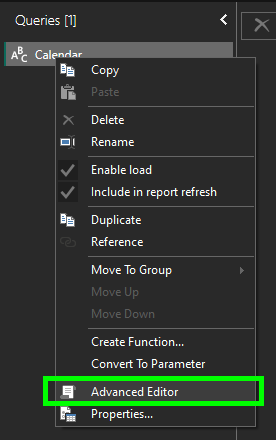 Queries [1]
ABC Calendar
Copy
Paste
Delete
Rename
Enable load
Include in report refresh
Duplicate
Reference
Move To Group
Move Up
Move Down
Create Function...
Convert To Parameter
Advanced Editor
Properties...